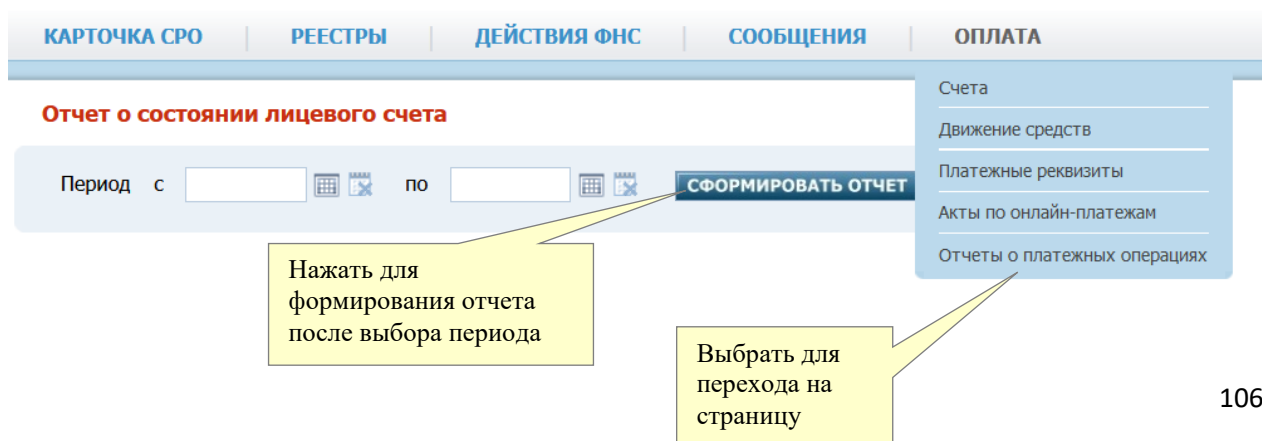 КАРТОЧКА СРО РЕЕСТРЫ ДЕЙСТВИЯ ФНС СООБЩЕНИЯ ОПЛАТА
Счета
Движение средств
Платежные реквизиты
Акты по онлайн-платежам
Отчеты о платежных операциях
Отчет о состоянии лицевого счета
Период с по СФОРМИРОВАТЬ ОТЧЕТ
Нажать для
формирования отчета
после выбора периода
Выбрать для
перехода на
страницу
106